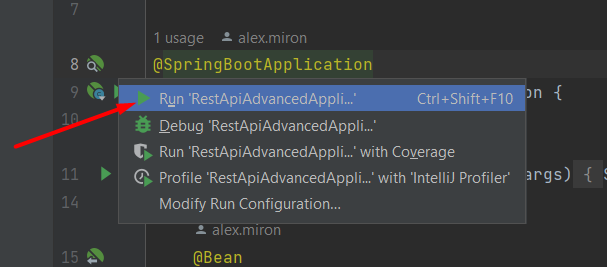 7
1 usage alex.miron
8 @SpringBootApplication
9 Run 'RestApiAdvancedAppli...' Ctrl+Shift+F10 on {
10 Debug 'RestApiAdvancedAppli...'
Run 'RestApiAdvancedAppli...' with Coverage
11 Profile 'RestApiAdvancedAppli...' with 'IntelliJ Profiler' args) { S
14 Modify Run Configuration...
alex.miron
15 @Bean